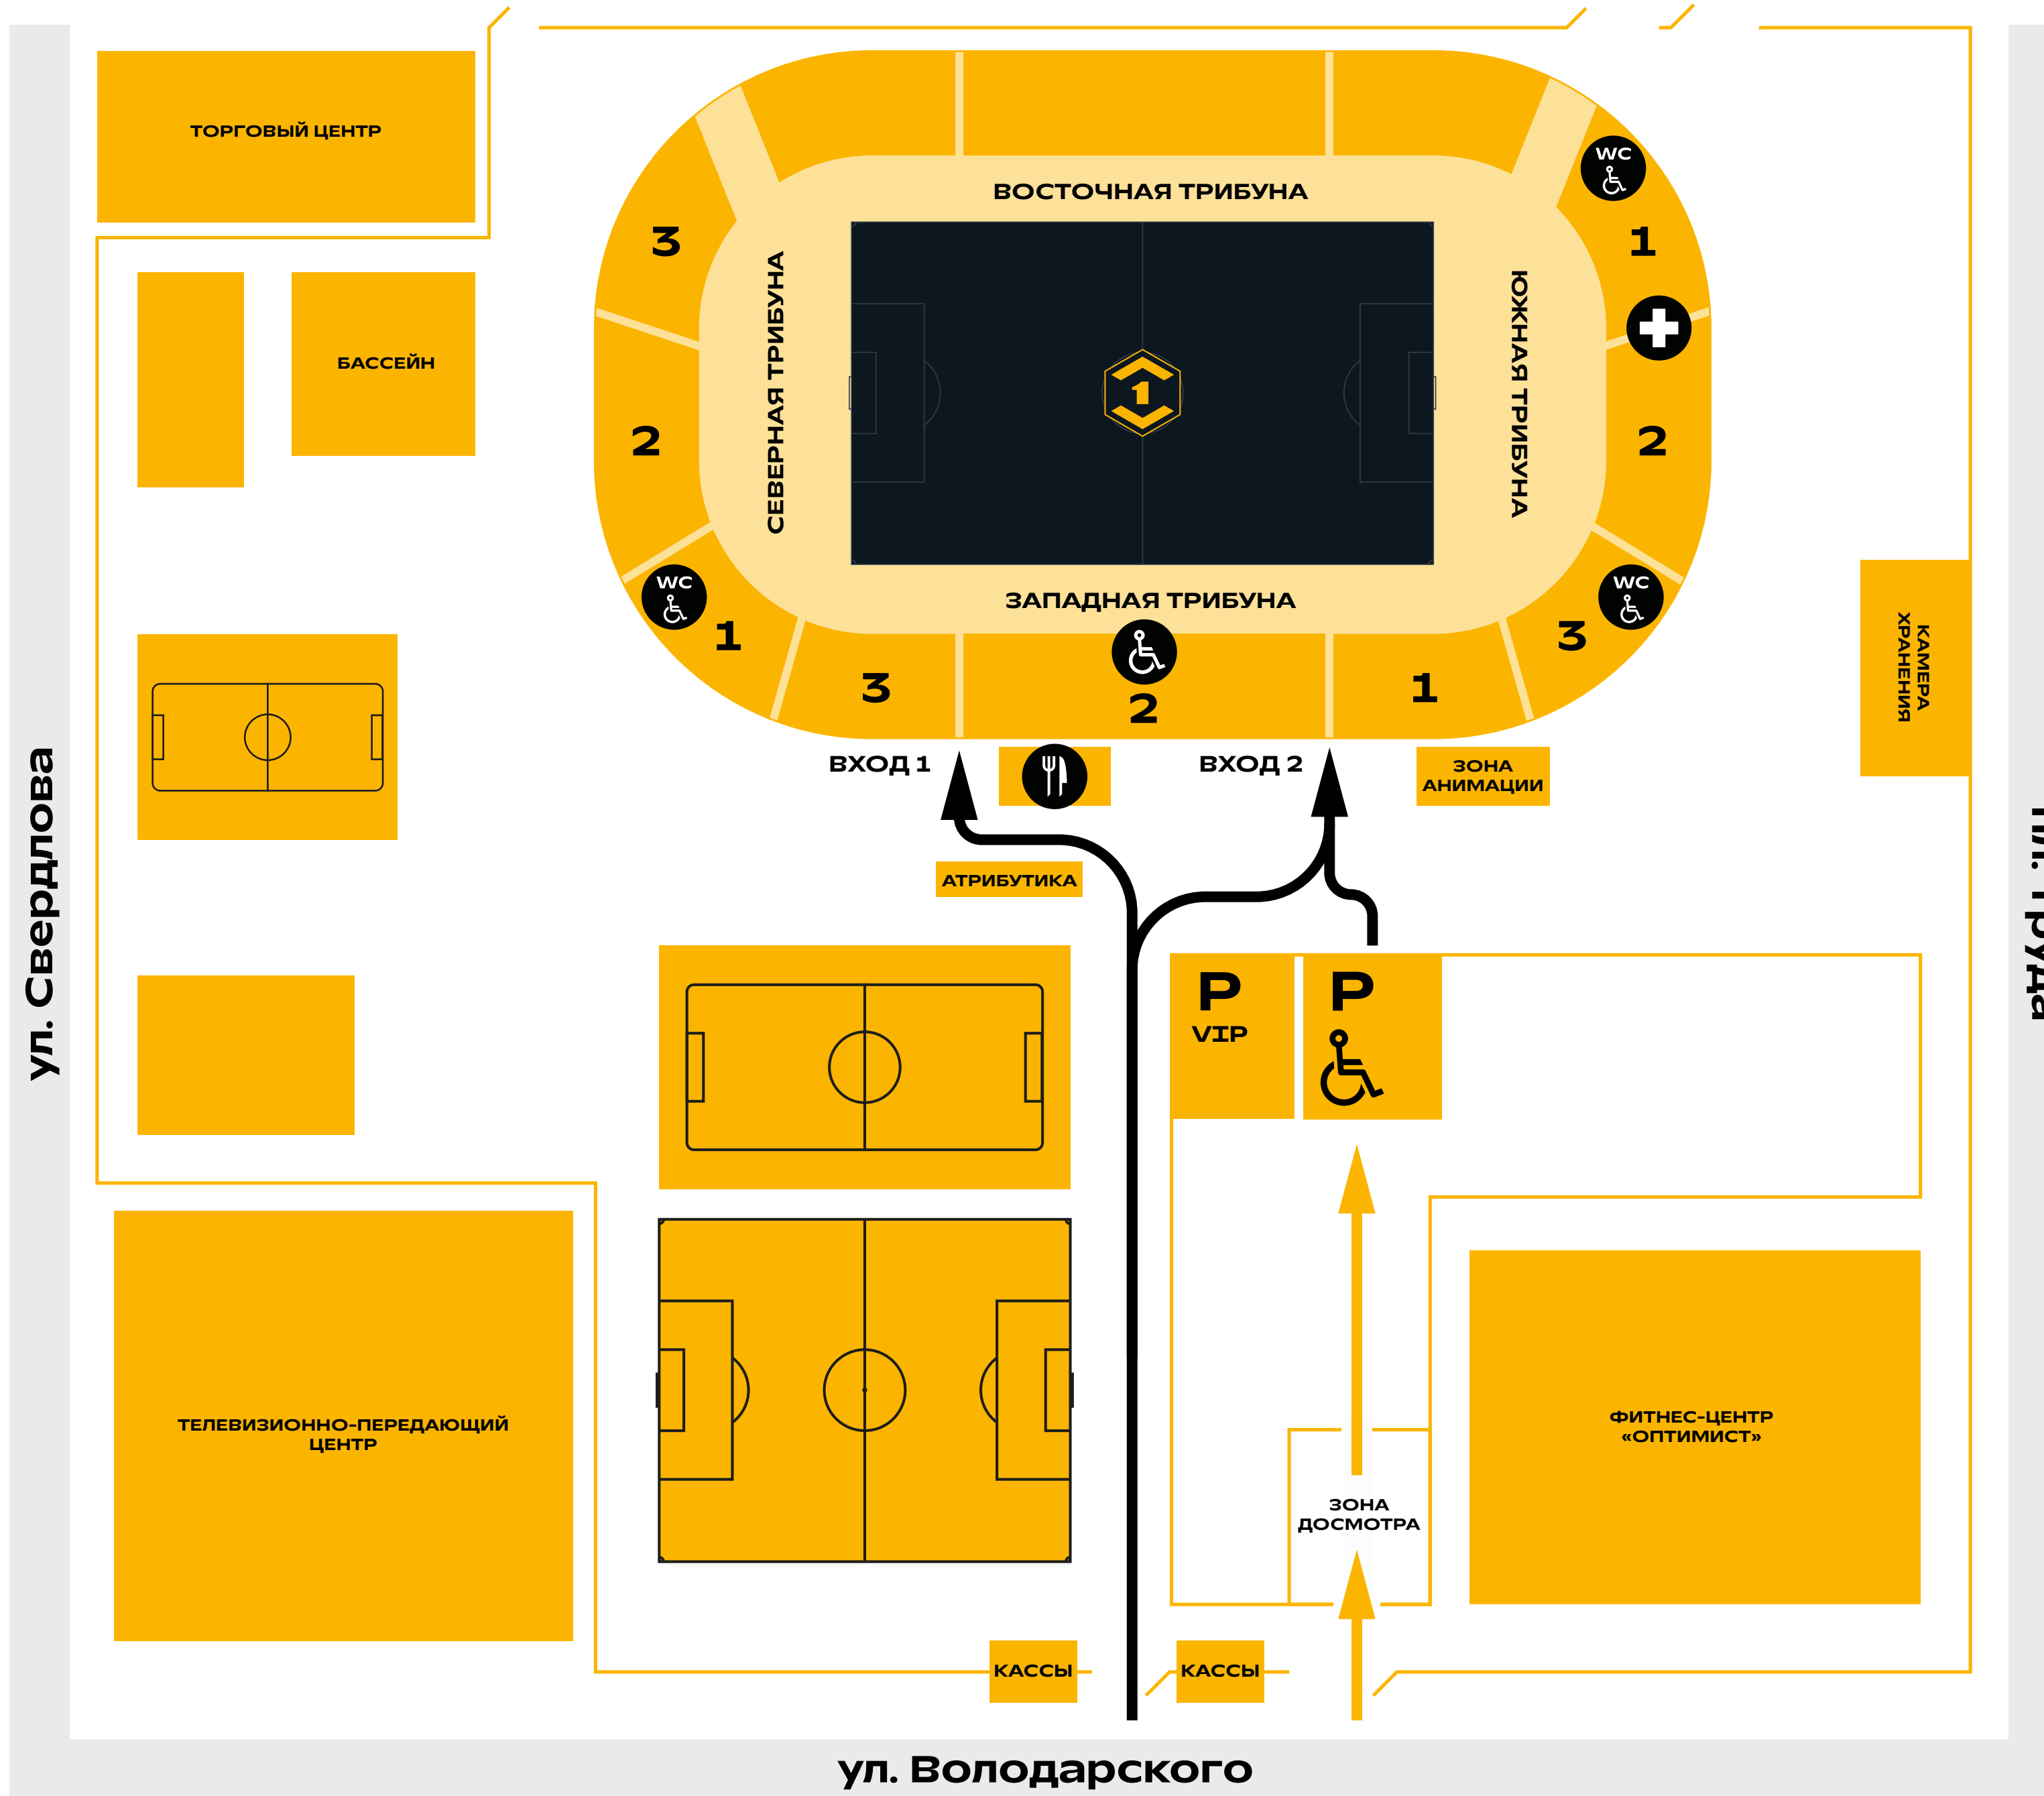 ТОРГОВЫЙ ЦЕНТР
БАССЕЙН
ВОСТОЧНАЯ ТРИБУНА
СЕВЕРНАЯ ТРИБУНА
ЮЖНАЯ ТРИБУНА
ЗАПАДНАЯ ТРИБУНА
1
3
2
WC
1
3
2
1
3
WC
2
1
WC
ВХОД 1
ВХОД 2
ЗОНА
АНИМАЦИИ
КАМЕРА
ХРАНЕНИЯ
АТРИБУТИКА
P
VIP
P
ТЕЛЕВИЗИОННО-ПЕРЕДАЮЩИЙ
ЦЕНТР
ФИТНЕС-ЦЕНТР
«ОПТИМИСТ»
ЗОНА
ДОСМОТРА
КАССЫ
КАССЫ
ул. Свердлова
пл. Труда
ул. Володарского